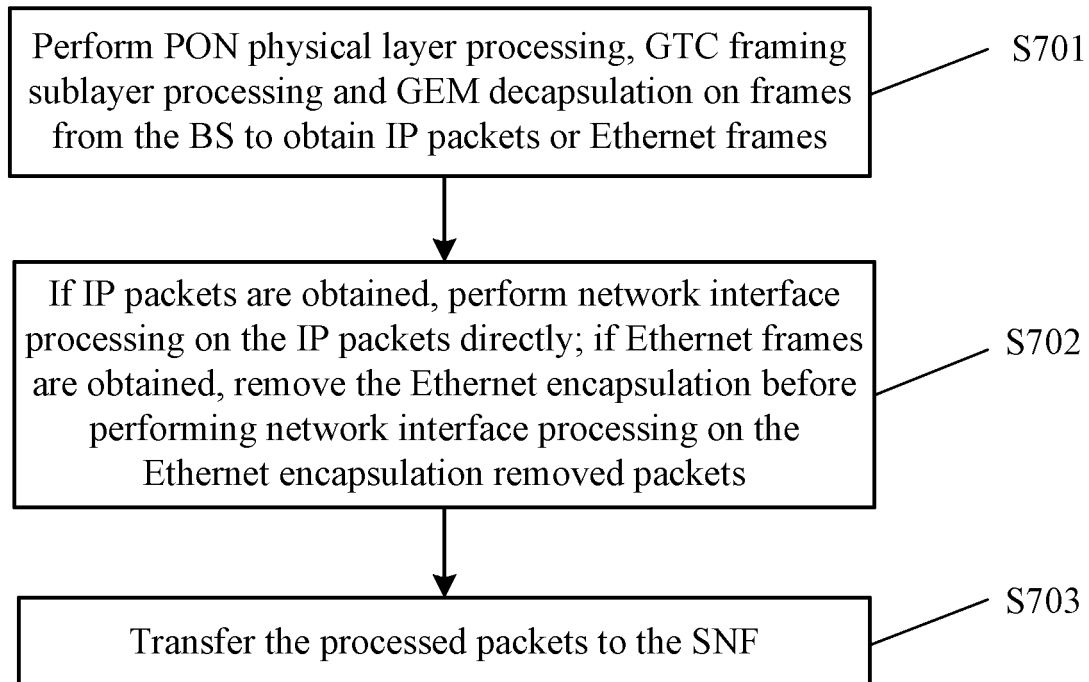 Perform PON physical layer processing, GTC framing
sublayer processing and GEM decapsulation on frames
from the BS to obtain IP packets or Ethernet frames
S701
If IP packets are obtained, perform network interface
processing on the IP packets directly; if Ethernet frames
are obtained, remove the Ethernet encapsulation before
performing network interface processing on the
Ethernet encapsulation removed packets
S702
Transfer the processed packets to the SNF
S703